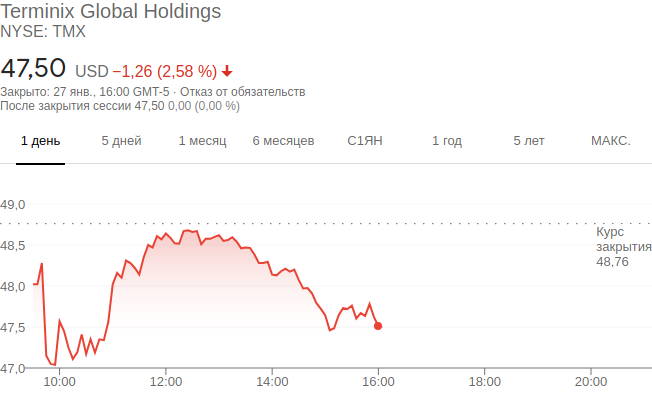 Terminix Global Holdings
NYSE: TMX
47,50 USD −1,26 (2,58 %)
Закрыто: 27 янв., 16:00 GMT-5 · Отказ от обязательств
После закрытия сессии 47,50 0,00 (0,00 %)
1 день 5 дней 1 месяц 6 месяцев С1ЯН 1 год 5 лет МАКС.
49,0
Курс
закрытия
48,76
48,5
48,0
47,5
47,0
10:00 12:00 14:00 16:00 18:00 20:00